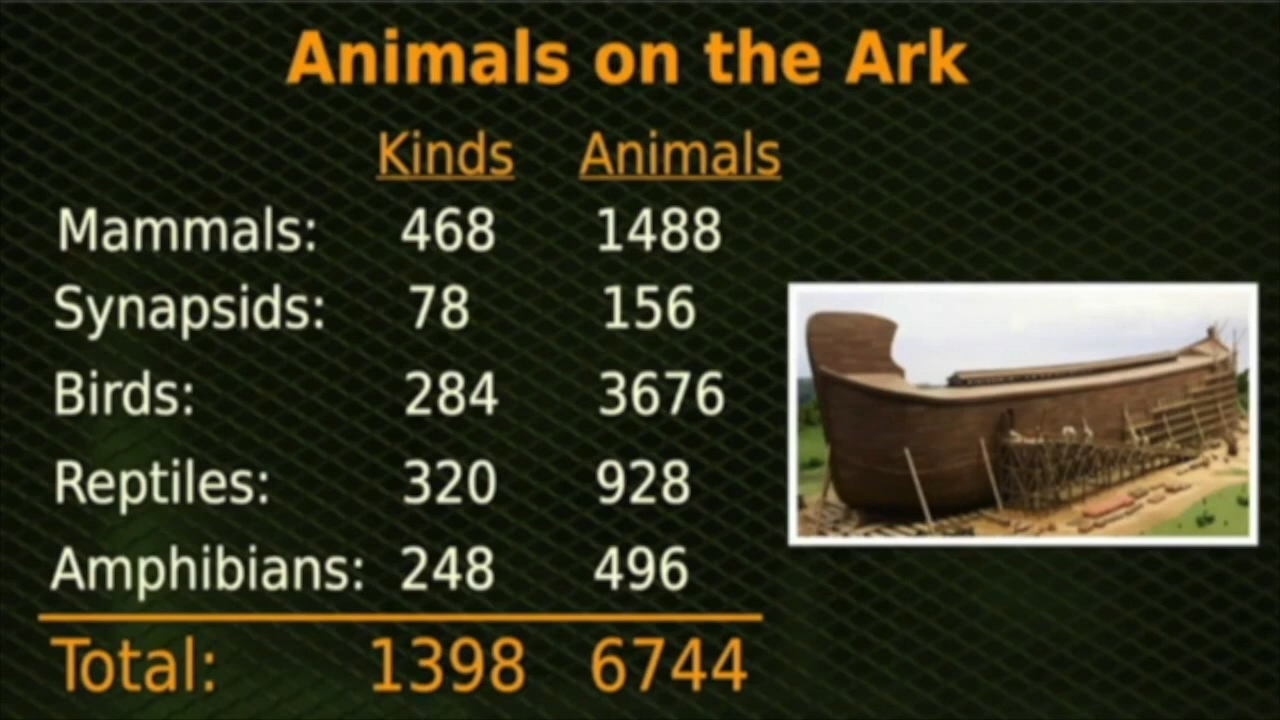 Animals on the Ark
Kinds Animals
Mammals: 468 1488
Synapsids: 78 156
Birds: 284 3676
Reptiles: 320 928
Amphibians: 248 496
Total: 1398 6744